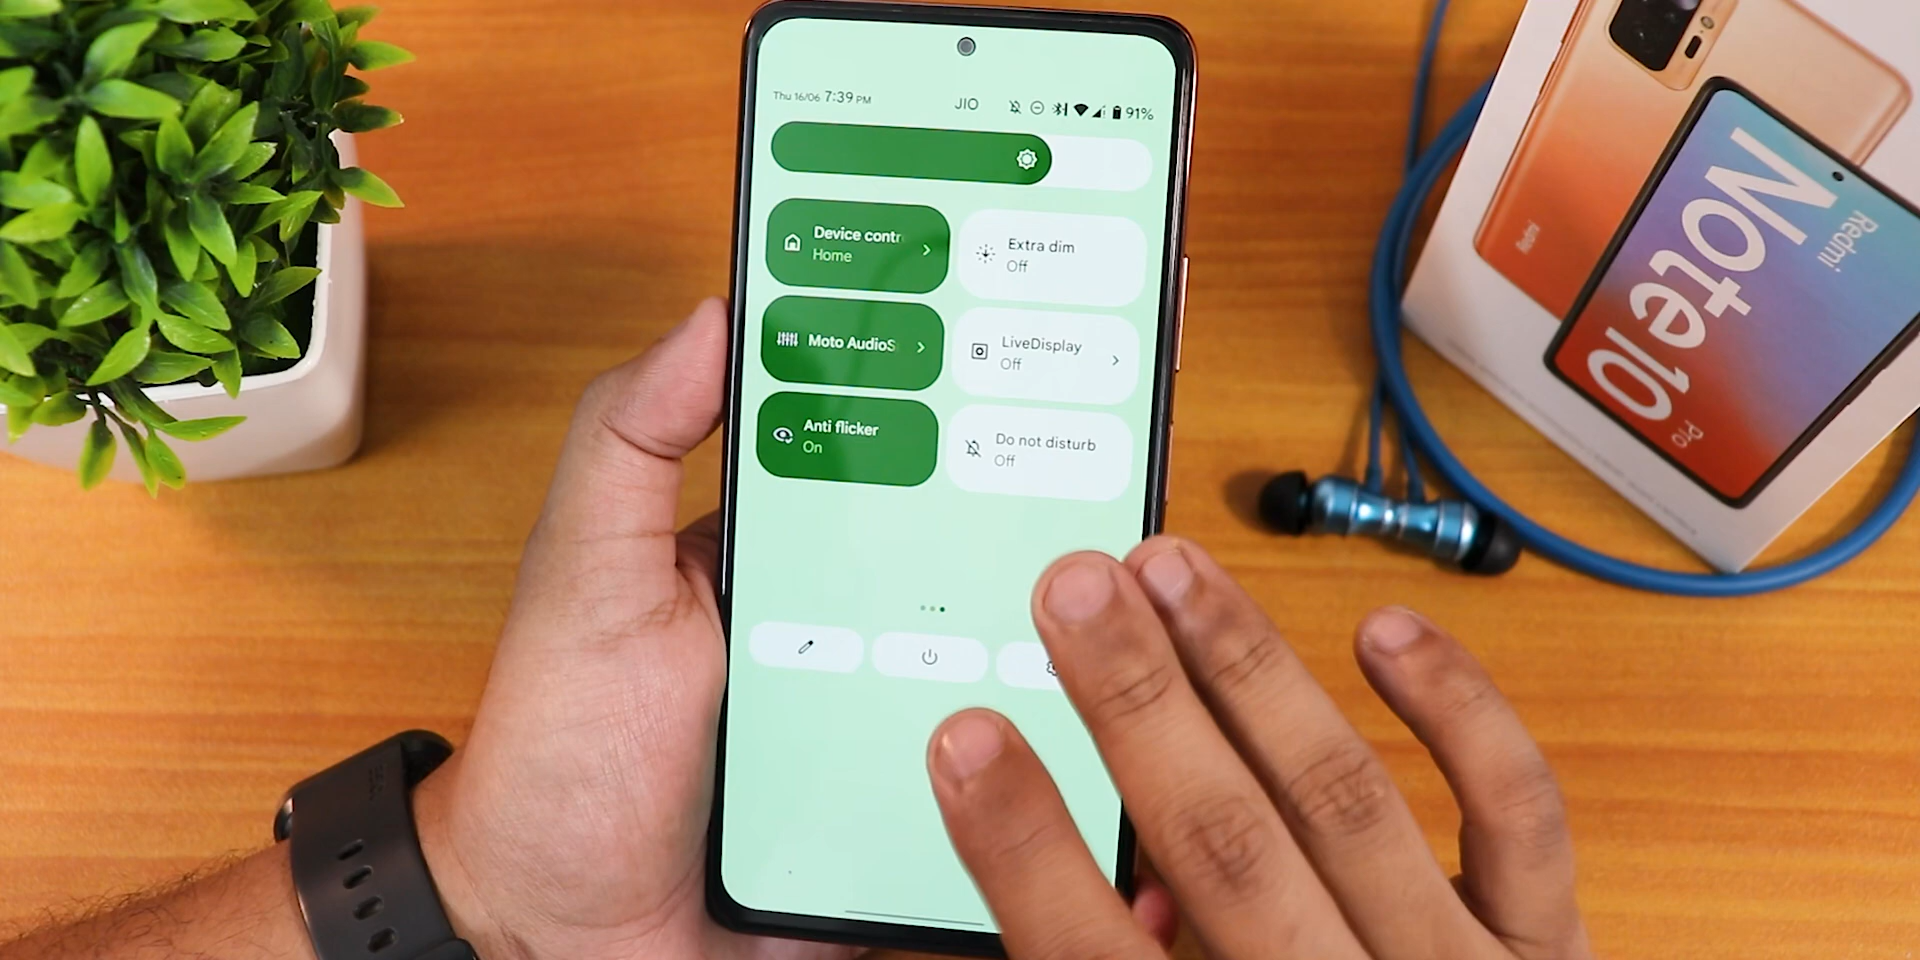 Thu 16/06 7:39 PM
JIO
91%
Device contr
Home
Extra dim
Off
Moto AudioS
LiveDisplay
Off
Anti flicker
On
Do not disturb
Off
Redmi
Redmi
Note 10
Pro